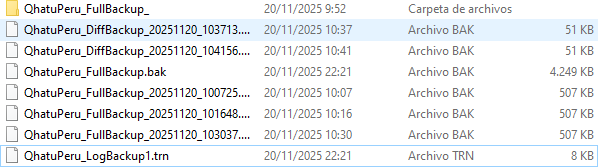 QhatuPeru_FullBackup_ 20/11/2025 9:52 Carpeta de archivos
QhatuPeru_DiffBackup_20251120_103713.... 20/11/2025 10:37 Archivo BAK 51 KB
QhatuPeru_DiffBackup_20251120_104156.... 20/11/2025 10:41 Archivo BAK 51 KB
QhatuPeru_FullBackup.bak 20/11/2025 22:21 Archivo BAK 4.249 KB
QhatuPeru_FullBackup_20251120_100725.... 20/11/2025 10:07 Archivo BAK 507 KB
QhatuPeru_FullBackup_20251120_101648.... 20/11/2025 10:16 Archivo BAK 507 KB
QhatuPeru_FullBackup_20251120_103037.... 20/11/2025 10:30 Archivo BAK 507 KB
QhatuPeru_LogBackup1.trn 20/11/2025 22:21 Archivo TRN 8 KB